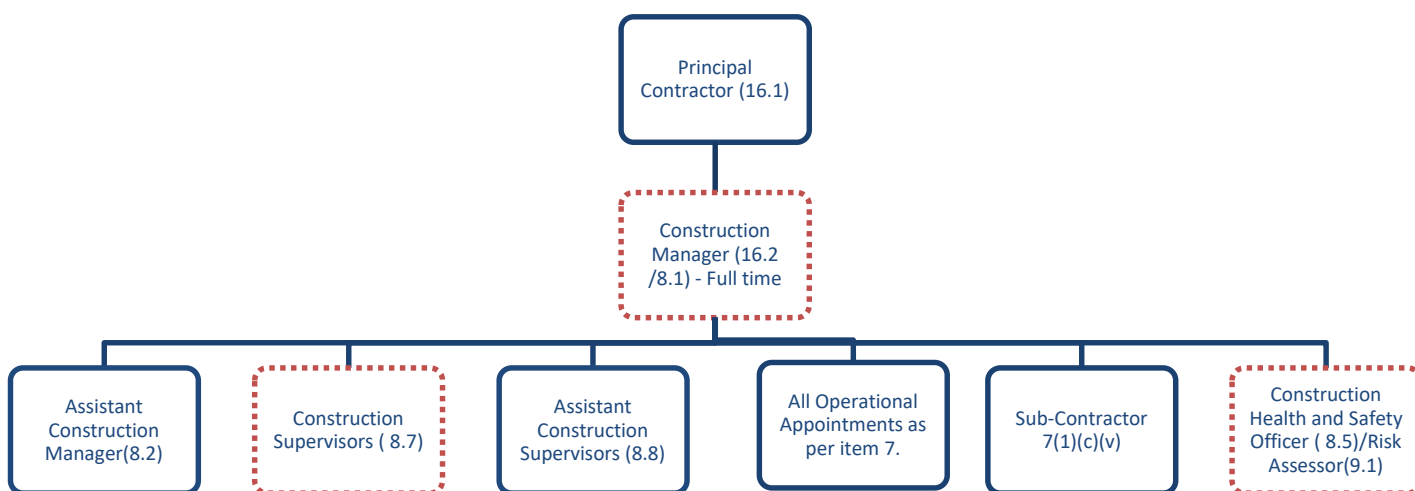 Principal
Contractor (16.1)
Construction
Manager (16.2
/8.1) - Full time
Assistant
Construction
Manager(8.2)
Construction
Supervisors ( 8.7)
Assistant
Construction
Supervisors (8.8)
All Operational
Appointments as
per item 7.
Sub-Contractor
7(1)(c)(v)
Construction
Health and Safety
Officer ( 8.5)/Risk
Assessor(9.1)